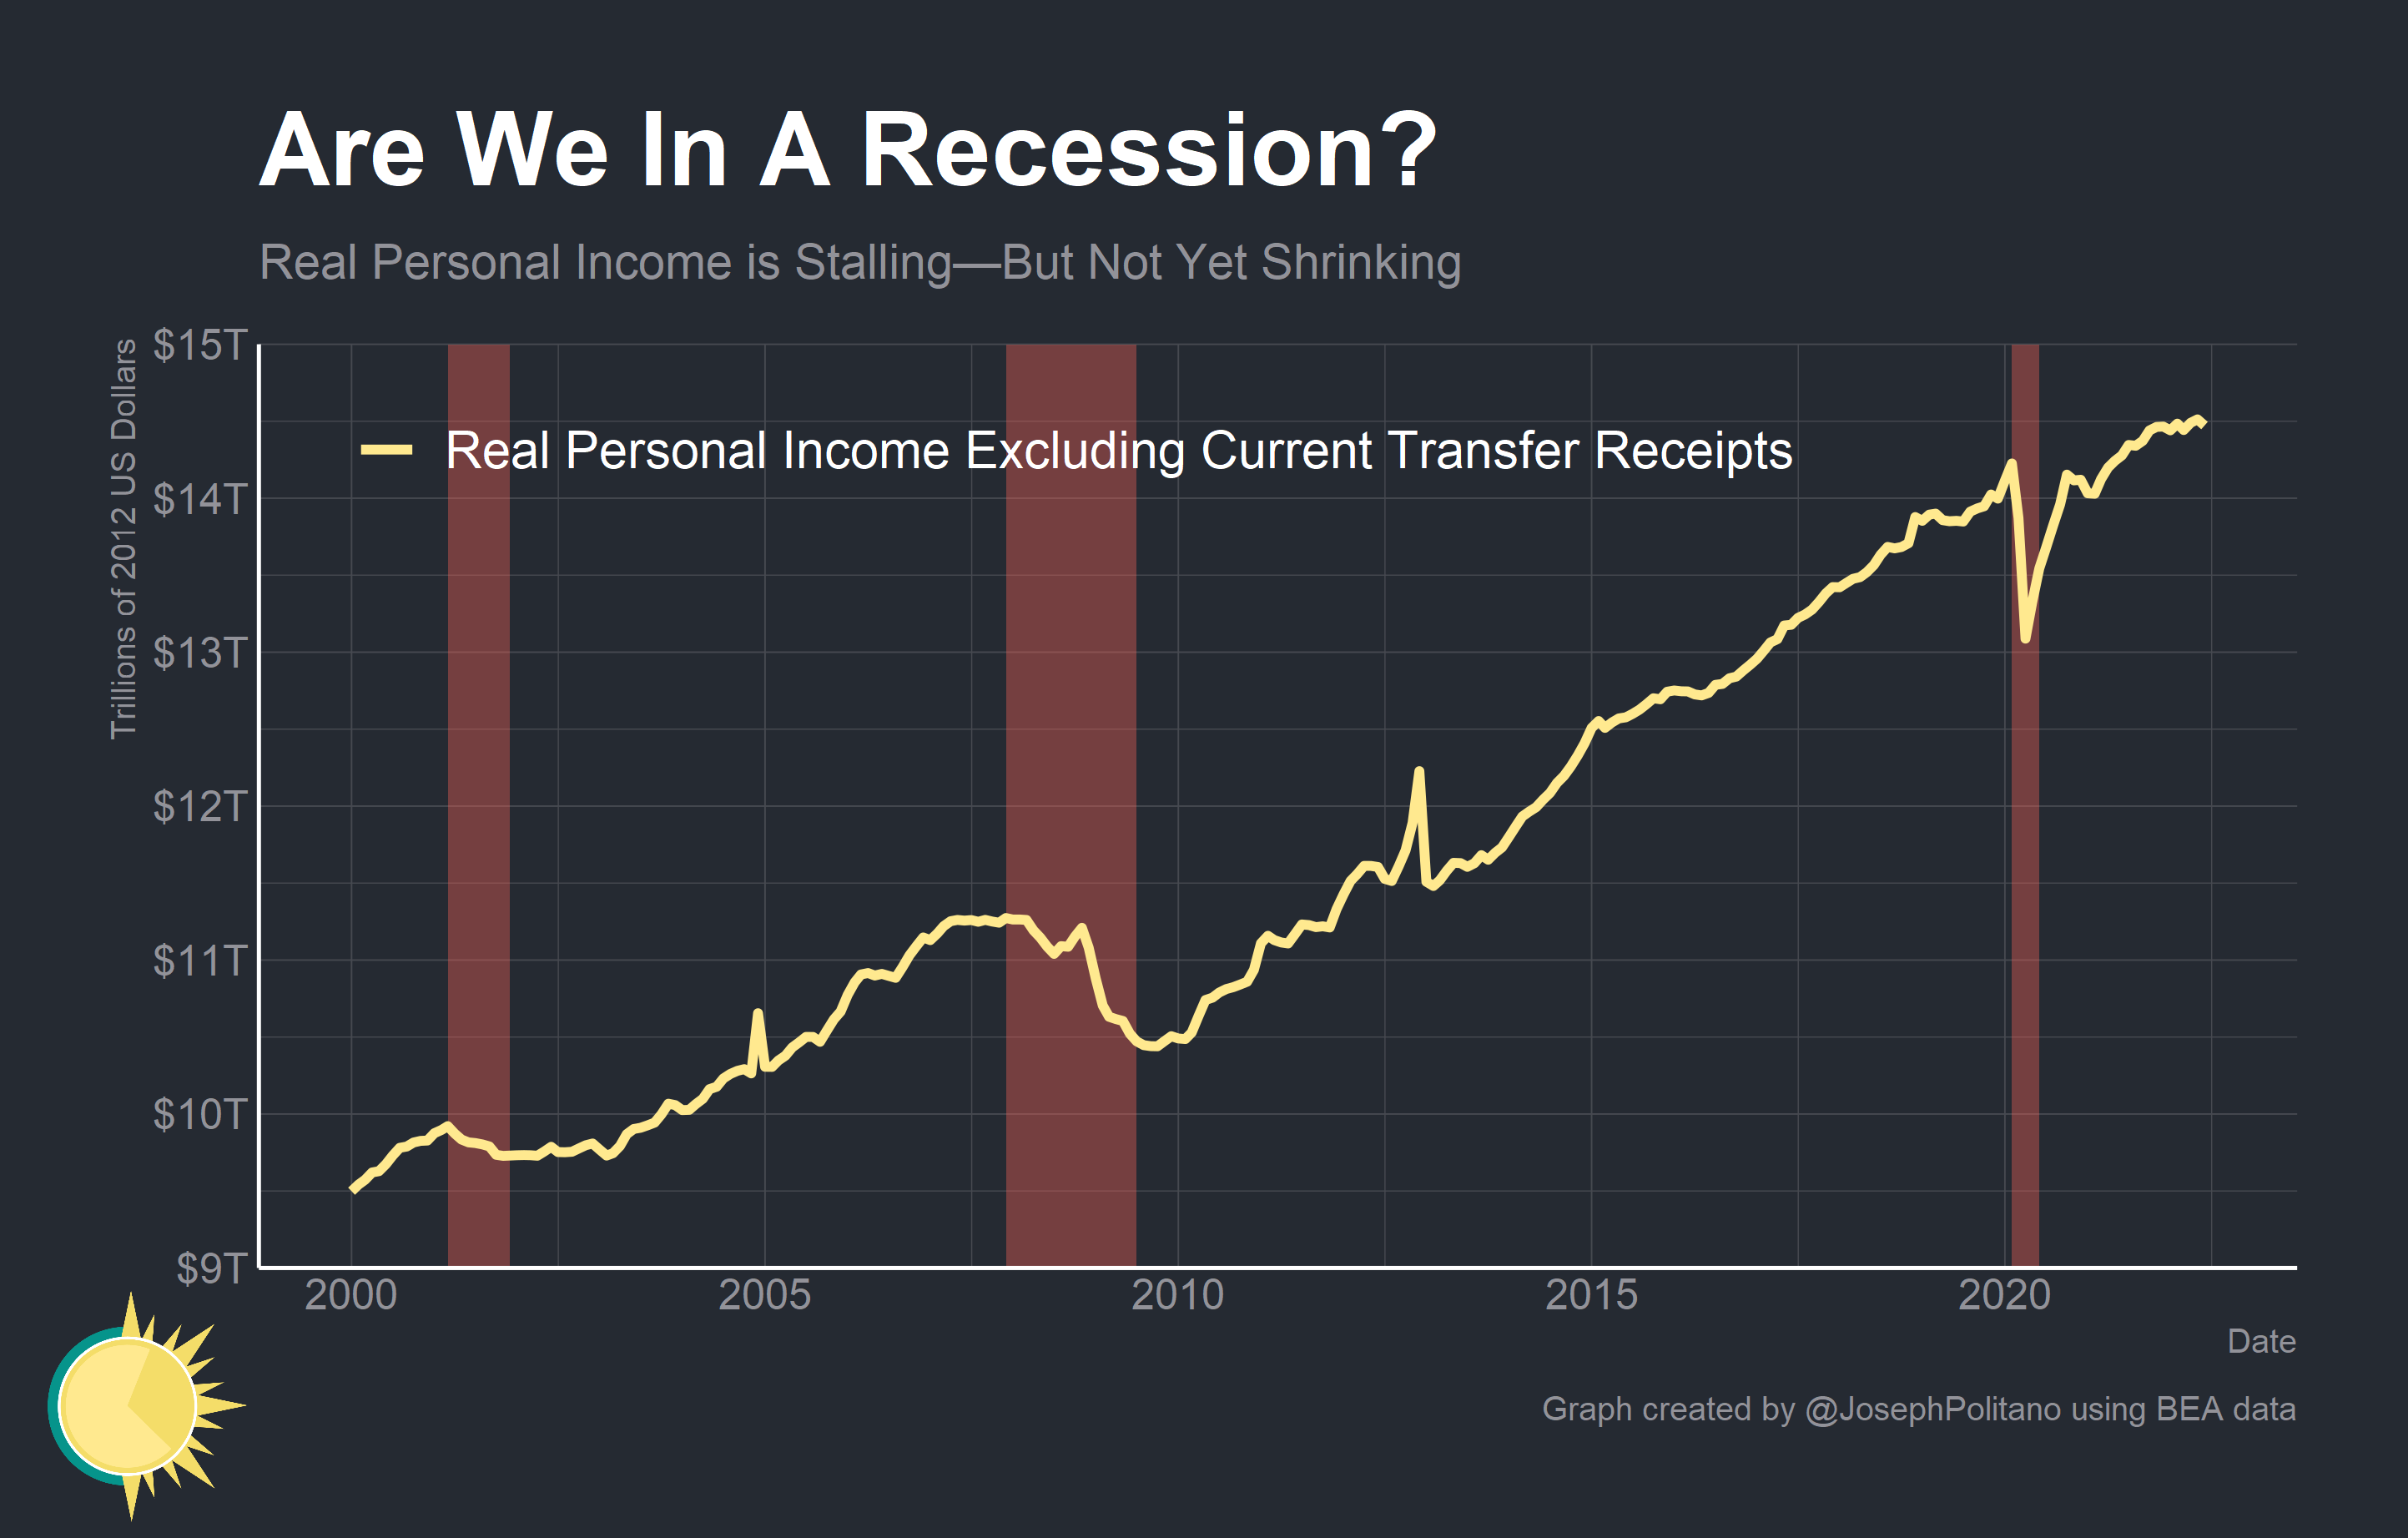 Are We In A Recession?
Real Personal Income is Stalling—But Not Yet Shrinking
Trillions of 2012 US Dollars
$15T
$14T
$13T
$12T
$11T
$10T
$9T
Real Personal Income Excluding Current Transfer Receipts
2000 2005 2010 2015 2020
Date
Graph created by @JosephPolitano using BEA data